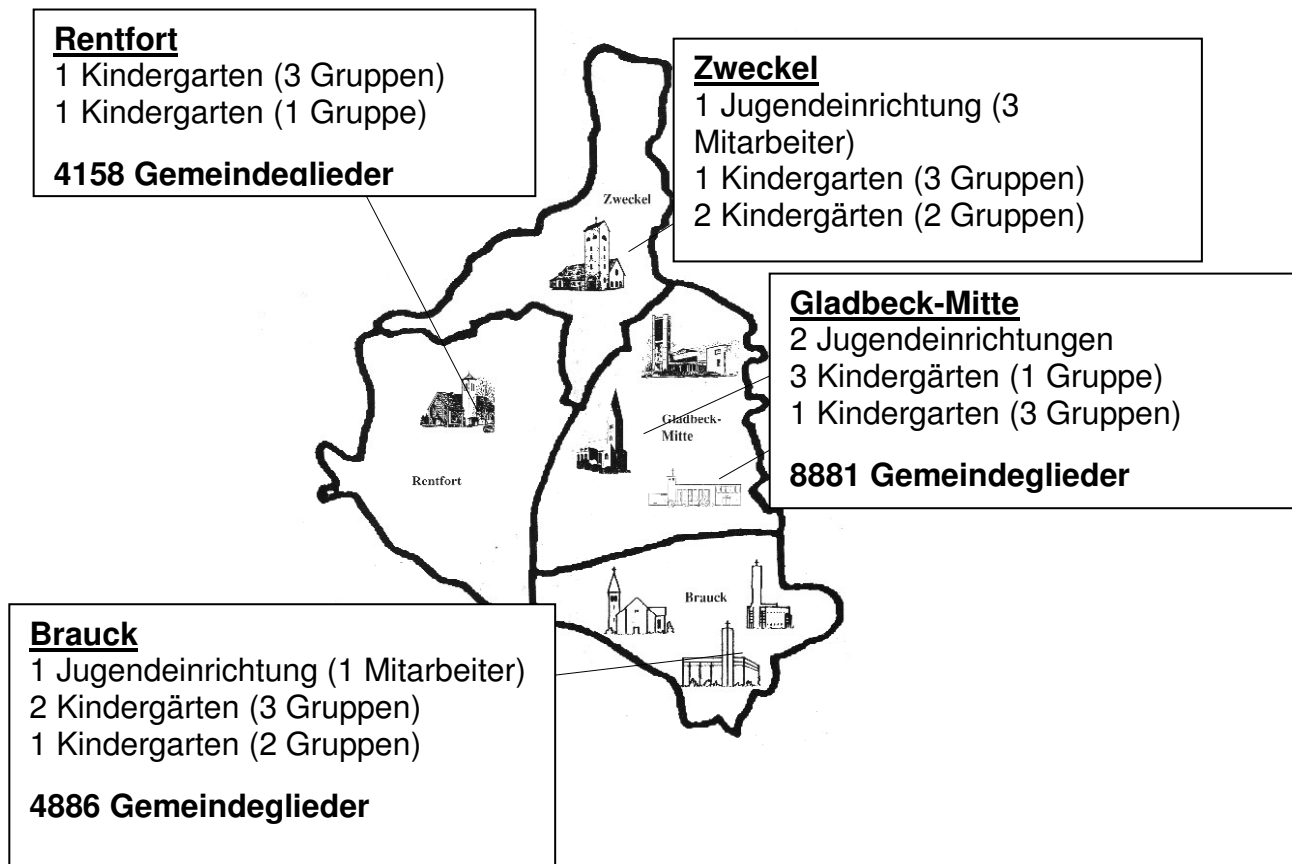 Rentfort
1 Kindergarten (3 Gruppen)
1 Kindergarten (1 Gruppe)
4158 Gemeindeglieder
Zweckel
1 Jugendeinrichtung (3
Mitarbeiter)
1 Kindergarten (3 Gruppen)
2 Kindergärten (2 Gruppen)
Gladbeck-Mitte
2 Jugendeinrichtungen
3 Kindergärten (1 Gruppe)
1 Kindergarten (3 Gruppen)
8881 Gemeindeglieder
Zweckel
Gladbeck-
Mitte
Rentfort
Brauck
Brauck
1 Jugendeinrichtung (1 Mitarbeiter)
2 Kindergärten (3 Gruppen)
1 Kindergarten (2 Gruppen)
4886 Gemeindeglieder